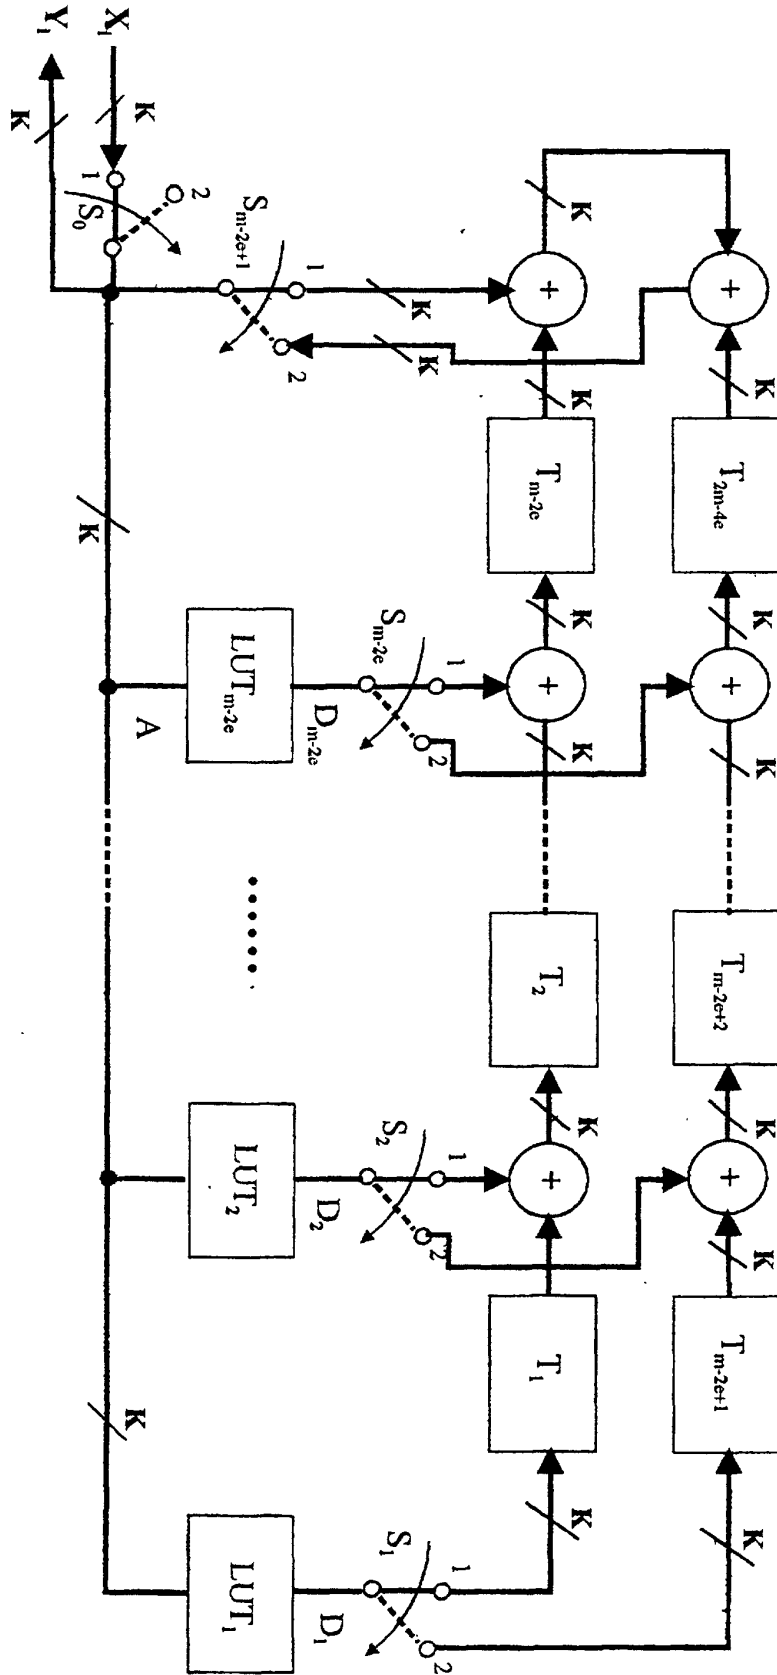 Y₁ X₁
K K
1 2
S₀
Sₘ₋₂ₑ₊₁
1
2
K
K
K
K
K
Tₘ₋₂ₑ
T₂ₘ₋₄ₑ
K
K K
A
LUTₘ₋₂ₑ
Dₘ₋₂ₑ
Sₘ₋₂ₑ
1
2
K
K
......
T₂
Tₘ₋₂ₑ₊₂
K K
LUT₂
D₂
S₂
1
2
K
T₁
Tₘ₋₂ₑ₊₁
K
K K
LUT₁
D₁
S₁
1
2